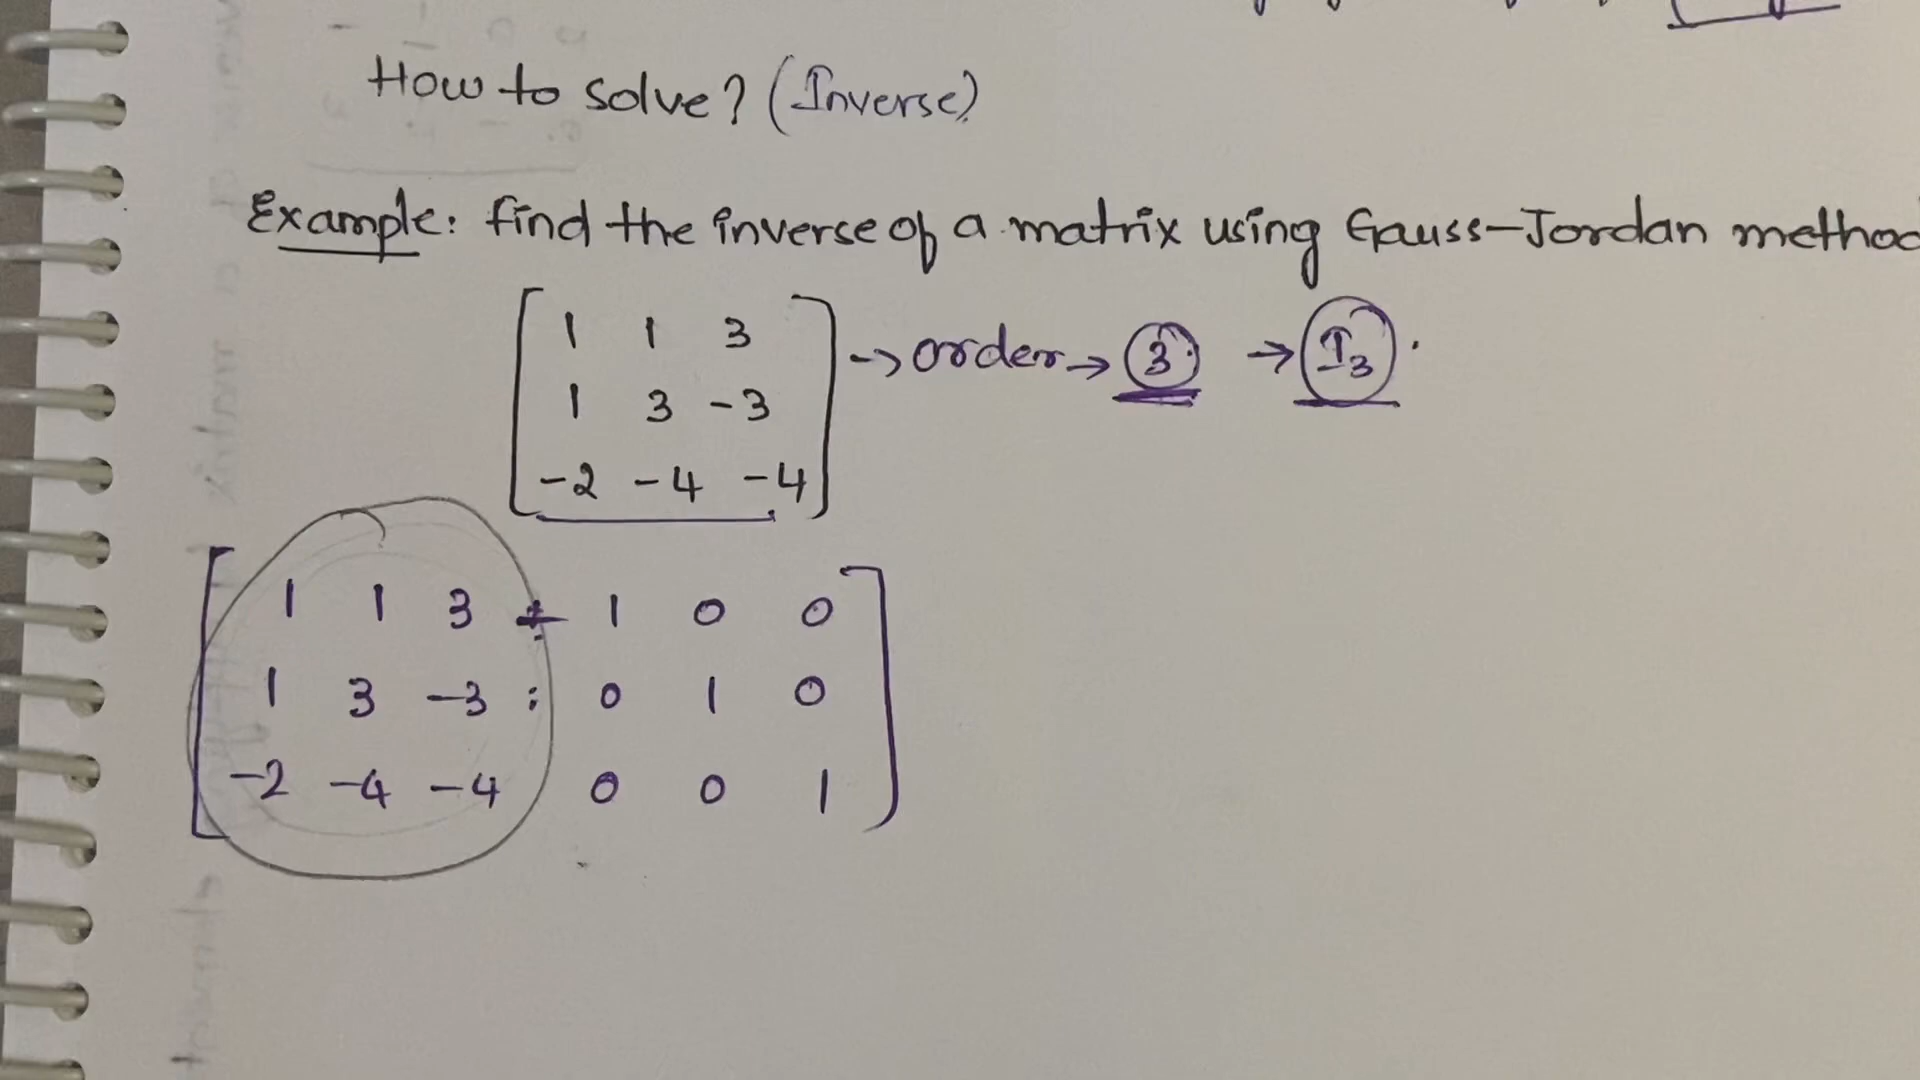 How to solve? (Inverse)
Example: find the inverse of a matrix using Gauss-Jordan method
1 1 3
1 3 -3
-2 -4 -4
-> order -> 3 -> I3.
1 1 3 : 1 0 0
1 3 -3 : 0 1 0
-2 -4 -4 0 0 1